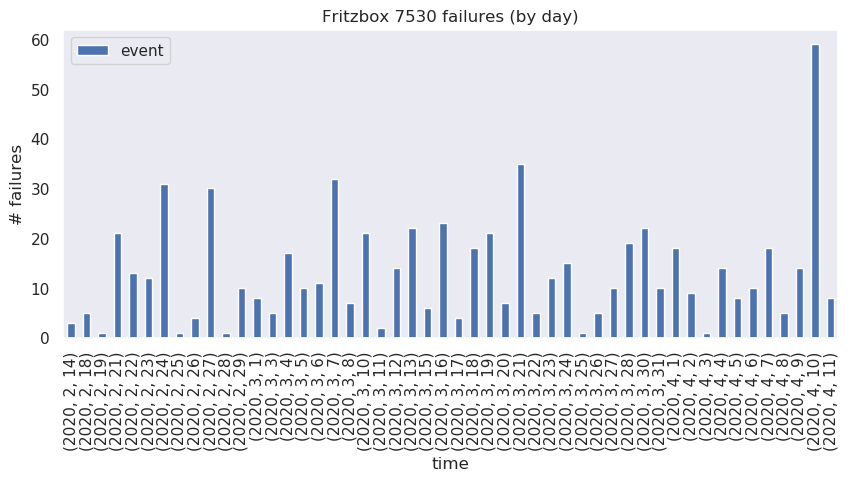 Fritzbox 7530 failures (by day)
event
# failures
60
50
40
30
20
10
0
(2020, 2, 14)
(2020, 2, 18)
(2020, 2, 19)
(2020, 2, 21)
(2020, 2, 22)
(2020, 2, 23)
(2020, 2, 24)
(2020, 2, 25)
(2020, 2, 26)
(2020, 2, 27)
(2020, 2, 28)
(2020, 2, 29)
(2020, 3, 1)
(2020, 3, 3)
(2020, 3, 4)
(2020, 3, 5)
(2020, 3, 6)
(2020, 3, 7)
(2020, 3, 8)
(2020, 3, 10)
(2020, 3, 11)
(2020, 3, 12)
(2020, 3, 13)
(2020, 3, 15)
(2020, 3, 16)
(2020, 3, 17)
(2020, 3, 18)
(2020, 3, 19)
(2020, 3, 20)
(2020, 3, 21)
(2020, 3, 22)
(2020, 3, 23)
(2020, 3, 24)
(2020, 3, 25)
(2020, 3, 26)
(2020, 3, 27)
(2020, 3, 28)
(2020, 3, 30)
(2020, 3, 31)
(2020, 4, 1)
(2020, 4, 2)
(2020, 4, 3)
(2020, 4, 4)
(2020, 4, 5)
(2020, 4, 6)
(2020, 4, 7)
(2020, 4, 8)
(2020, 4, 9)
(2020, 4, 10)
(2020, 4, 11)
time